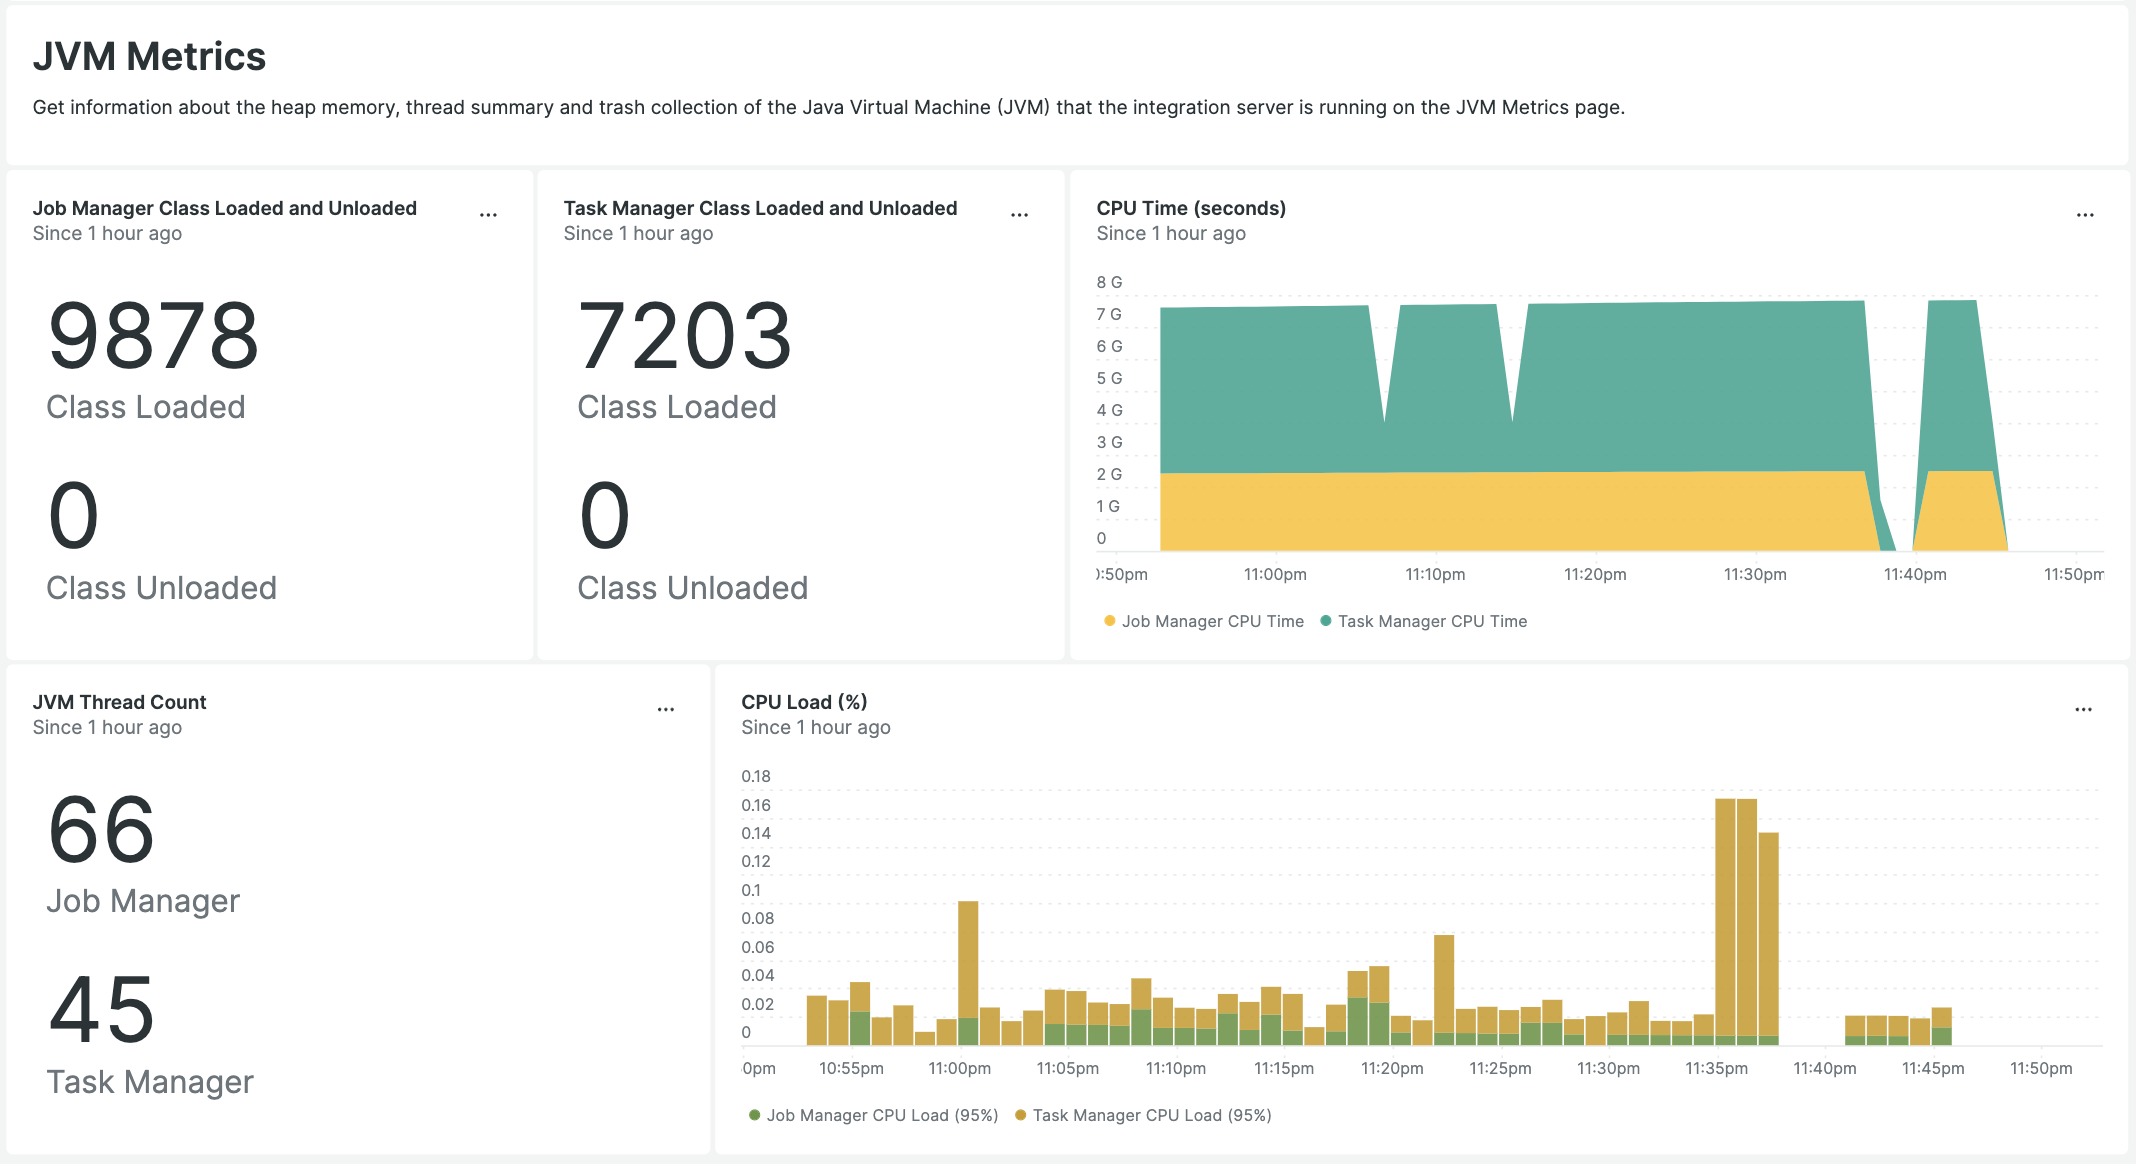 JVM Metrics
Get information about the heap memory, thread summary and trash collection of the Java Virtual Machine (JVM) that the integration server is running on the JVM Metrics page.
Job Manager Class Loaded and Unloaded
...
Since 1 hour ago
9878
Class Loaded
0
Class Unloaded
Task Manager Class Loaded and Unloaded
...
Since 1 hour ago
7203
Class Loaded
0
Class Unloaded
CPU Time (seconds)
...
Since 1 hour ago
8 G
7 G
6 G
5 G
4 G
3 G
2 G
1 G
0
):50pm 11:00pm 11:10pm 11:20pm 11:30pm 11:40pm 11:50pm
Job Manager CPU Time Task Manager CPU Time
JVM Thread Count
...
Since 1 hour ago
66
Job Manager
45
Task Manager
CPU Load (%)
...
Since 1 hour ago
0.18
0.16
0.14
0.12
0.1
0.08
0.06
0.04
0.02
0
0pm 10:55pm 11:00pm 11:05pm 11:10pm 11:15pm 11:20pm 11:25pm 11:30pm 11:35pm 11:40pm 11:45pm 11:50pm
Job Manager CPU Load (95%) Task Manager CPU Load (95%)